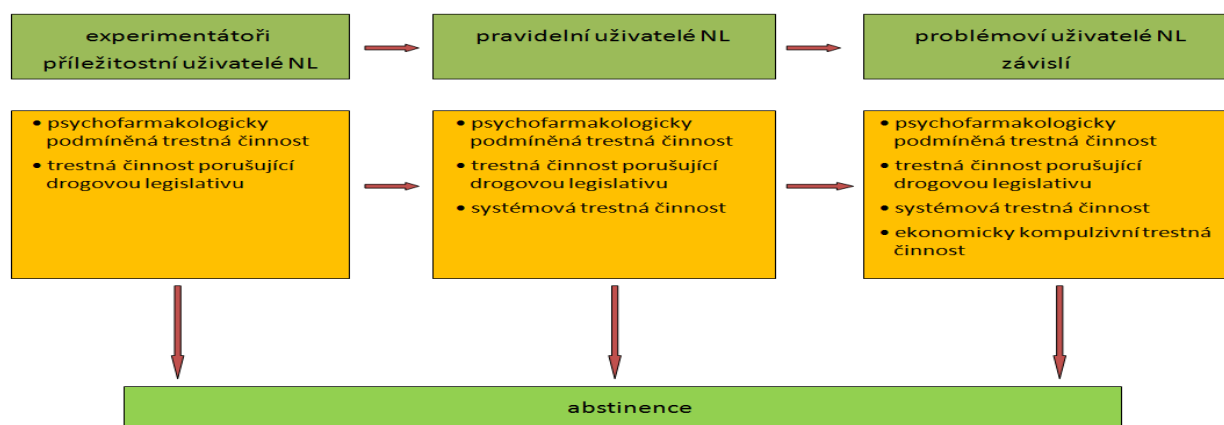 experimentátoři
příležitostní uživatelé NL
pravidelní uživatelé NL
problémoví uživatelé NL
závislí
• psychofarmakologicky
podmíněná trestná činnost
• trestná činnost porušující
drogovou legislativu
• psychofarmakologicky
podmíněná trestná činnost
• trestná činnost porušující
drogovou legislativu
• systémová trestná činnost
• psychofarmakologicky
podmíněná trestná činnost
• trestná činnost porušující
drogovou legislativu
• systémová trestná činnost
• ekonomicky kompulzivní trestná
činnost
abstinence